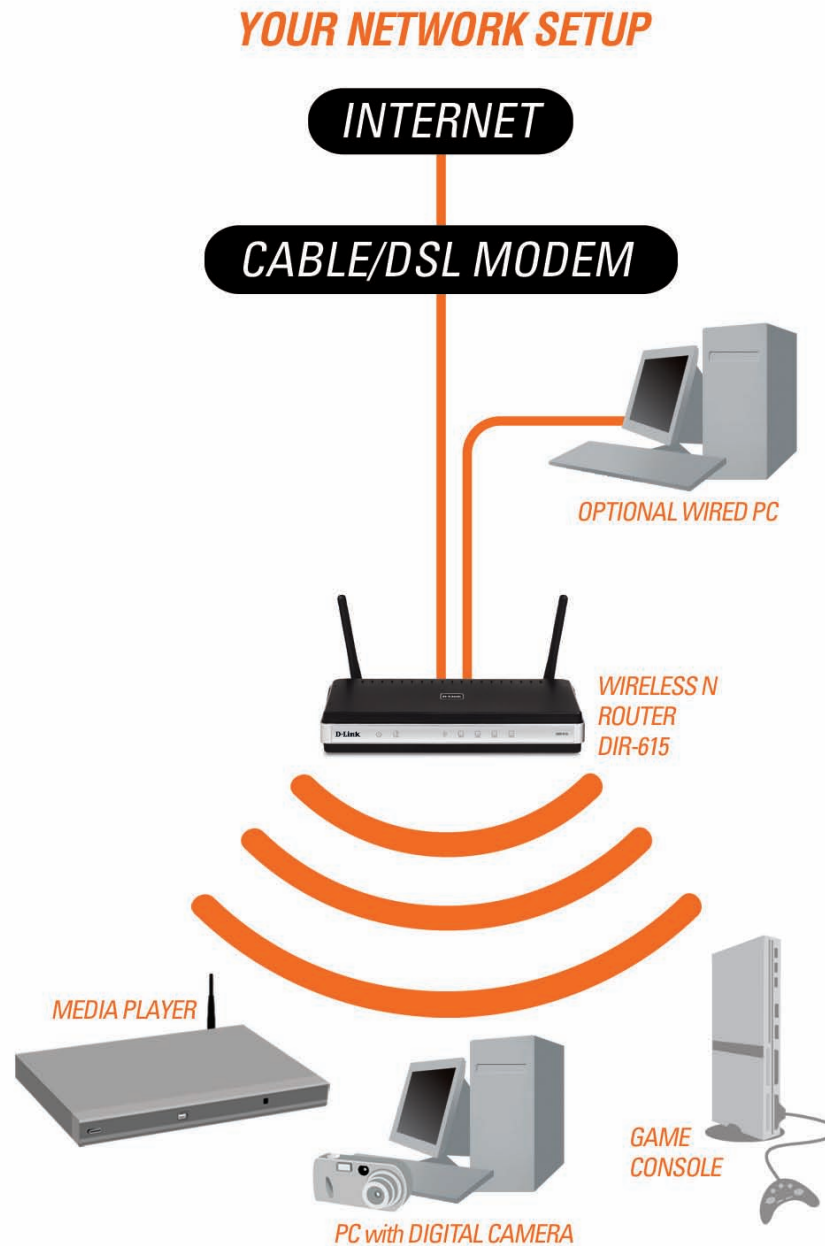 YOUR NETWORK SETUP
INTERNET
CABLE/DSL MODEM
OPTIONAL WIRED PC
D-Link
WIRELESS N
ROUTER
DIR-615
D-Link
MEDIA PLAYER
GAME
CONSOLE
PC with DIGITAL CAMERA